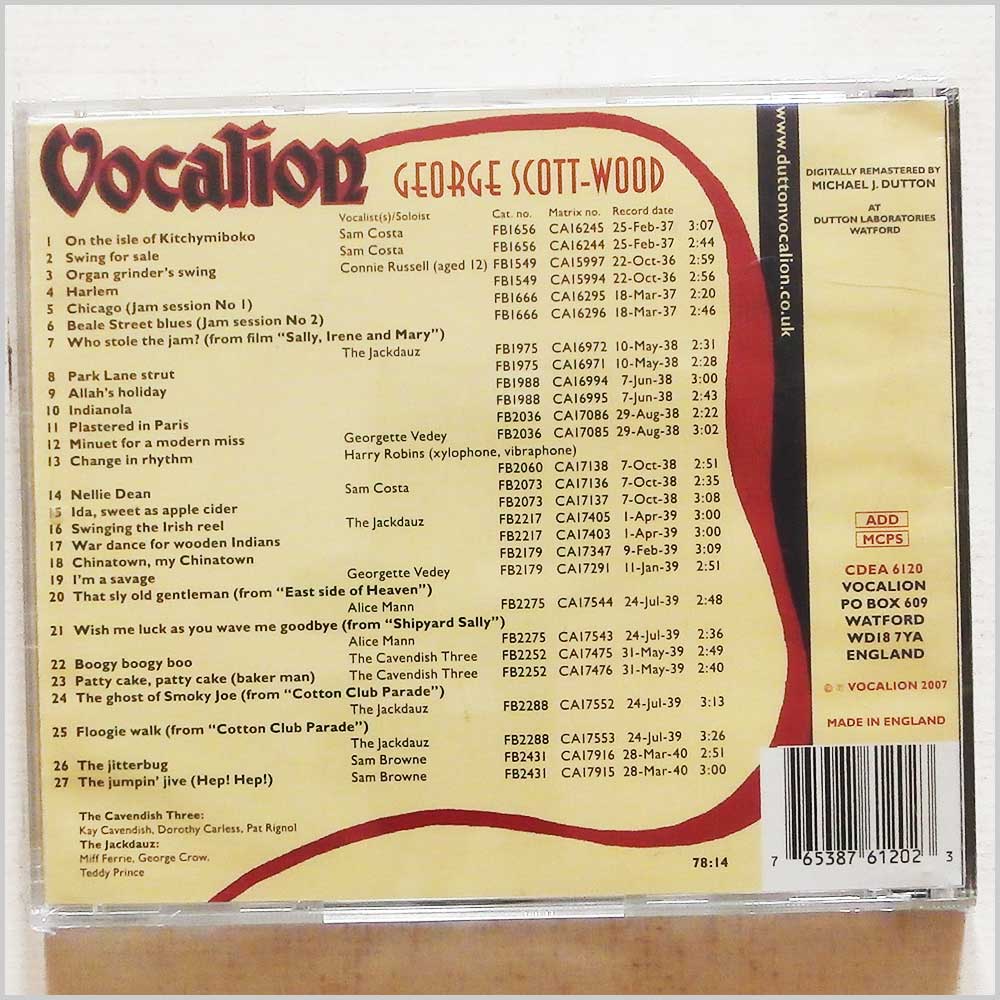 Vocalion
GEORGE SCOTT-WOOD
Vocalist(s)/Soloist Cat. no. Matrix no. Record date
1 On the isle of Kitchymiboko Sam Costa FB1656 CA16245 25-Feb-37 3:07
2 Swing for sale Sam Costa FB1656 CA16244 25-Feb-37 2:44
3 Organ grinder's swing Connie Russell (aged 12) FB1549 CA15997 22-Oct-36 2:59
4 Harlem FB1549 CA15994 22-Oct-36 2:56
5 Chicago (Jam session No 1) FB1666 CA16295 18-Mar-37 2:20
6 Beale Street blues (Jam session No 2) FB1666 CA16296 18-Mar-37 2:46
7 Who stole the jam? (from film "Sally, Irene and Mary")
The Jackdauz FB1975 CA16972 10-May-38 2:31
8 Park Lane strut FB1975 CA16971 10-May-38 2:28
9 Allah's holiday FB1988 CA16994 7-Jun-38 3:00
10 Indianola FB1988 CA16995 7-Jun-38 2:43
11 Plastered in Paris FB2036 CA17086 29-Aug-38 2:22
12 Minuet for a modern miss Georgette Vedey FB2036 CA17085 29-Aug-38 3:02
13 Change in rhythm Harry Robins (xylophone, vibraphone)
FB2060 CA17138 7-Oct-38 2:51
14 Nellie Dean Sam Costa FB2073 CA17136 7-Oct-38 2:35
15 Ida, sweet as apple cider FB2073 CA17137 7-Oct-38 3:08
16 Swinging the Irish reel The Jackdauz FB2217 CA17405 1-Apr-39 3:00
17 War dance for wooden Indians FB2217 CA17403 1-Apr-39 3:00
18 Chinatown, my Chinatown FB2179 CA17347 9-Feb-39 3:09
19 I'm a savage Georgette Vedey FB2179 CA17291 11-Jan-39 2:51
20 That sly old gentleman (from "East side of Heaven")
Alice Mann FB2275 CA17544 24-Jul-39 2:48
21 Wish me luck as you wave me goodbye (from "Shipyard Sally")
Alice Mann FB2275 CA17543 24-Jul-39 2:36
22 Boogy boogy boo The Cavendish Three FB2252 CA17475 31-May-39 2:49
23 Patty cake, patty cake (baker man) The Cavendish Three FB2252 CA17476 31-May-39 2:40
24 The ghost of Smoky Joe (from "Cotton Club Parade")
The Jackdauz FB2288 CA17552 24-Jul-39 3:13
25 Floogie walk (from "Cotton Club Parade")
The Jackdauz FB2288 CA17553 24-Jul-39 3:26
26 The jitterbug Sam Browne FB2431 CA17916 28-Mar-40 2:51
27 The jumpin' jive (Hep! Hep!) Sam Browne FB2431 CA17915 28-Mar-40 3:00
The Cavendish Three:
Kay Cavendish, Dorothy Carless, Pat Rignol
The Jackdauz:
Miff Ferrie, George Crow,
Teddy Prince
78:14
www.duttonvocalion.co.uk
DIGITALLY REMASTERED BY
MICHAEL J. DUTTON
AT
DUTTON LABORATORIES
WATFORD
ADD
MCPS
CDEA 6120
VOCALION
PO BOX 609
WATFORD
WD18 7YA
ENGLAND
© ℗ VOCALION 2007
MADE IN ENGLAND
7 65387 61202 3